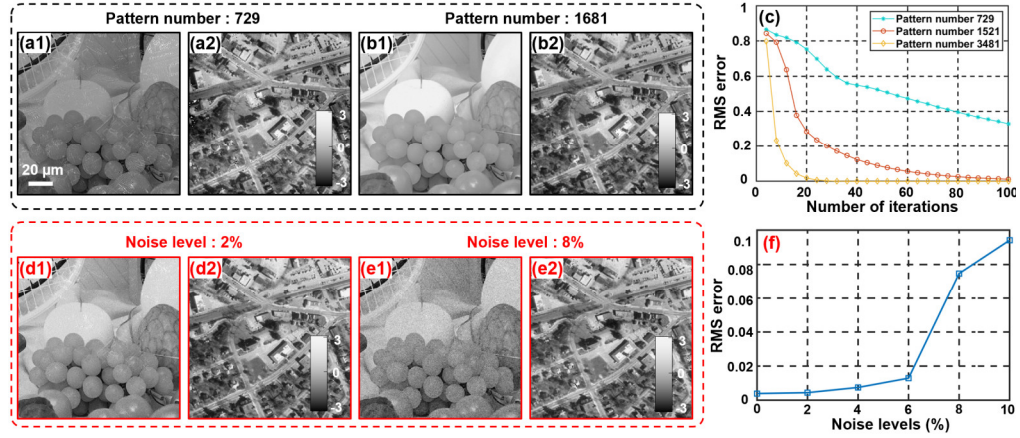 Pattern number : 729
Pattern number : 1681
(a1)
(a2)
(b1)
(b2)
20 μm
3
0
-3
3
0
-3
(c)
Pattern number 729
Pattern number 1521
Pattern number 3481
RMS error
1
0.8
0.6
0.4
0.2
0
0
20
40
60
80
100
Number of iterations
Noise level : 2%
Noise level : 8%
(d1)
(d2)
(e1)
(e2)
3
0
-3
3
0
-3
(f)
RMS error
0.1
0.08
0.06
0.04
0.02
0
0
2
4
6
8
10
Noise levels (%)